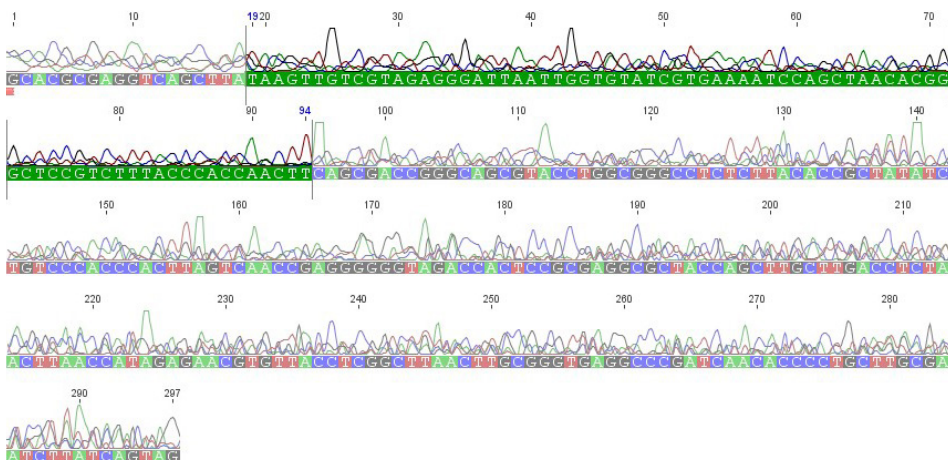 1 10 19 20 30 40 50 60 70
GCACGCGAGGTCAGCTTATAAGTTGTCGTAGAGGGATTAATTGGTGTATCGTGAAAATCCAGCTAACACGG
80 90 94 100 110 120 130 140
GCTCCGTCTTTACCCACCAACTTCAGCGACCGGGCAGCGTACCTGGCGGGCCTCTCTTACACCGCTATATC
150 160 170 180 190 200 210
TGTCCCACCCACTTAGTCAACCGAGGGGGGTAGACCACTCCGCGAGGCGCTACCAGCTTGCTTGACCTCTA
220 230 240 250 260 270 280
ACTTAACCATAGAGAACGTGTTACCTCGGCTTAACTTGCGGGTGAGGCCCGATCAACACCCCTGCTTGCGA
290 297
ATCTTATCAGTAG